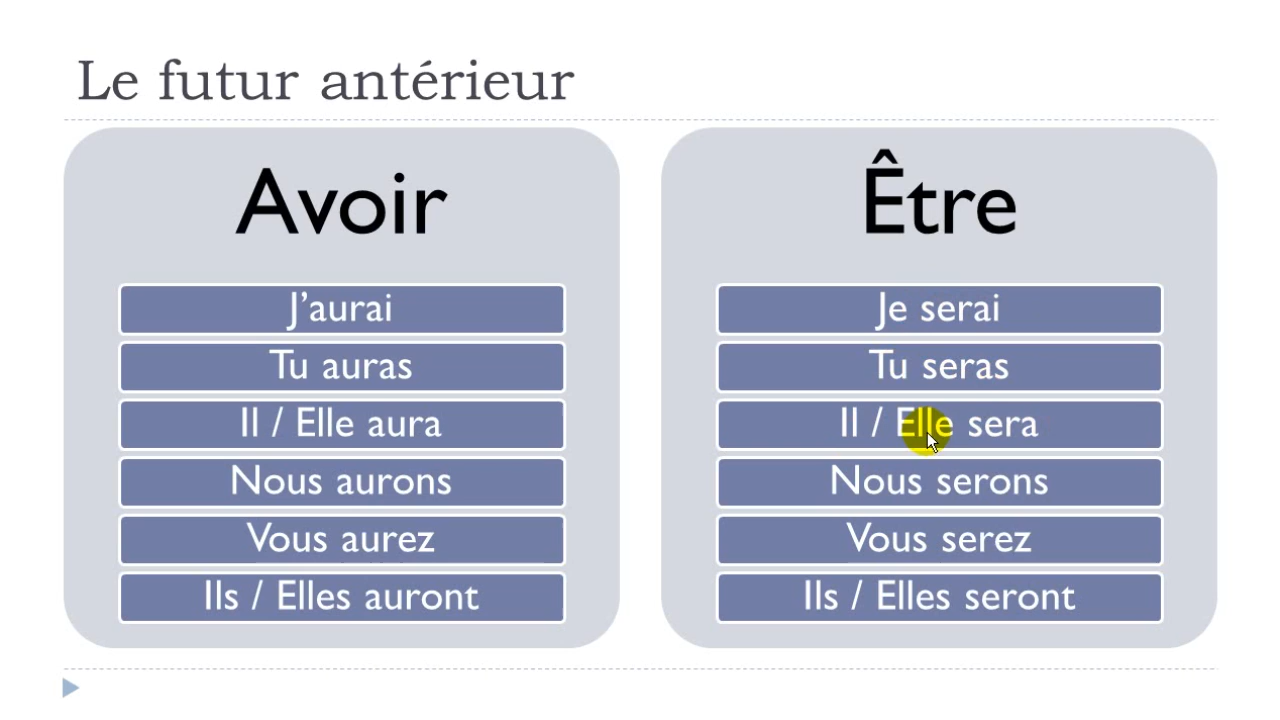 Le futur antérieur
Avoir
J’aurai
Tu auras
Il / Elle aura
Nous aurons
Vous aurez
Ils / Elles auront
Être
Je serai
Tu seras
Il / Elle sera
Nous serons
Vous serez
Ils / Elles seront